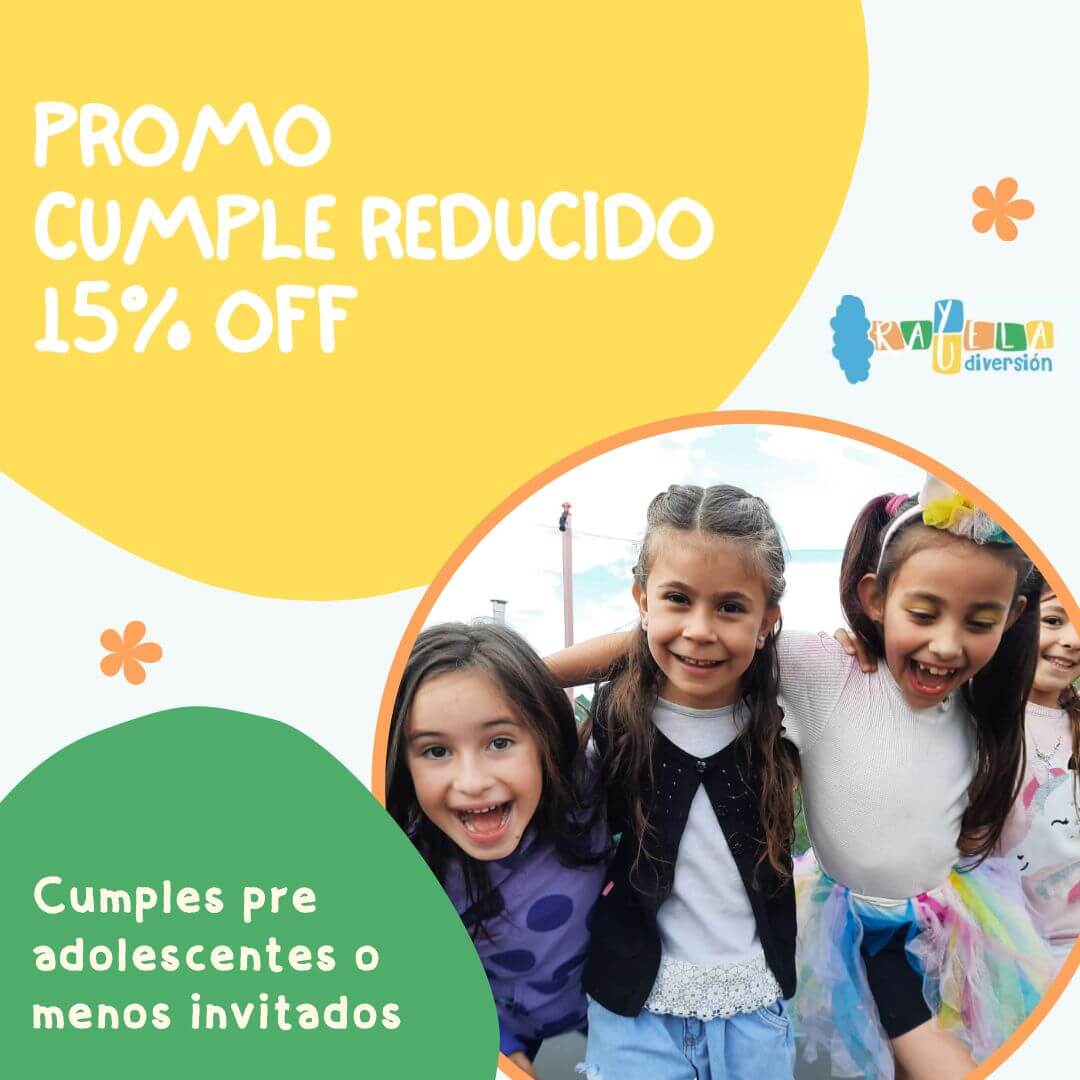 PROMO
CUMPLE REDUCIDO
15% OFF
RAYUELA
diversión
Cumples pre
adolescentes o
menos invitados